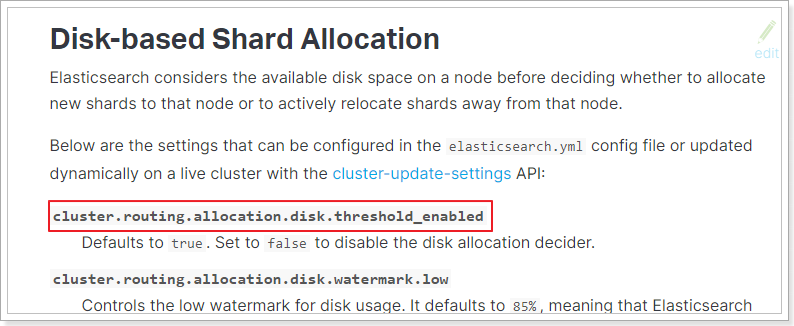 Disk-based Shard Allocation
edit
Elasticsearch considers the available disk space on a node before deciding whether to allocate
new shards to that node or to actively relocate shards away from that node.
Below are the settings that can be configured in the elasticsearch.yml config file or updated
dynamically on a live cluster with the cluster-update-settings API:
cluster.routing.allocation.disk.threshold_enabled
Defaults to true. Set to false to disable the disk allocation decider.
cluster.routing.allocation.disk.watermark.low
Controls the low watermark for disk usage. It defaults to 85%, meaning that Elasticsearch